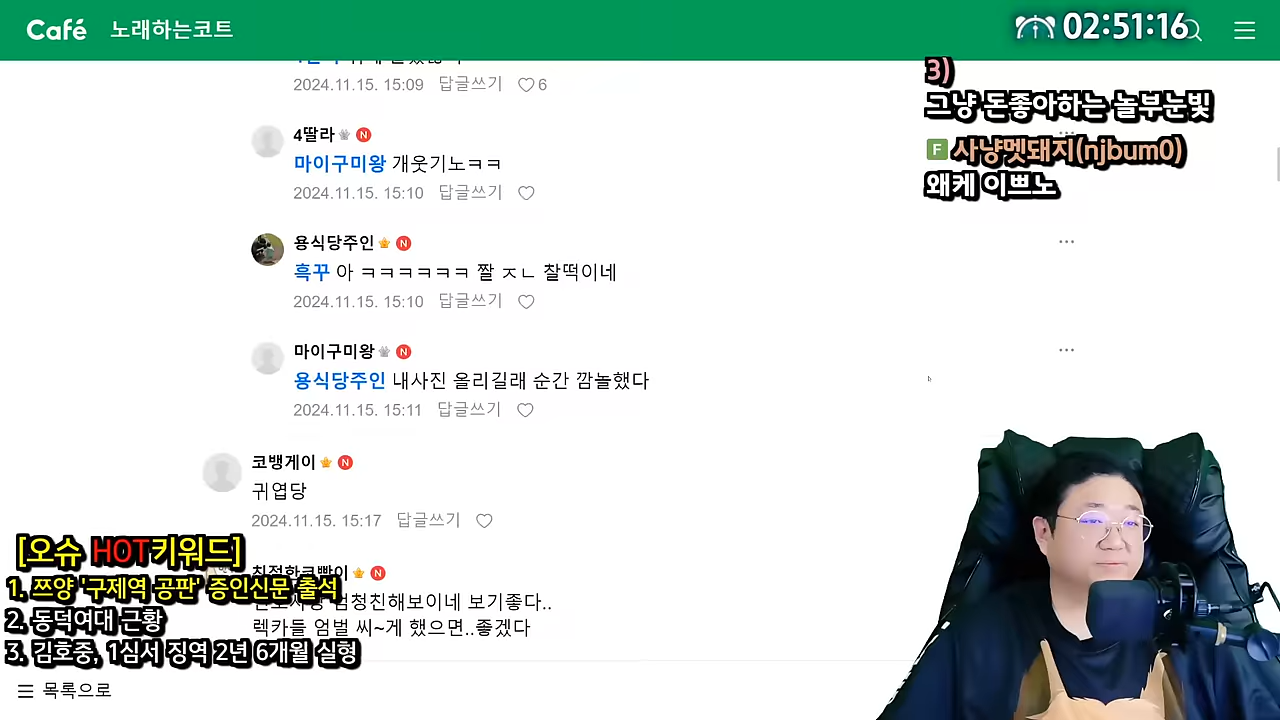 Café 노래하는코트
02:51:16
2024.11.15. 15:09 답글쓰기 6
4딸라 N
마이구미왕 개웃기노ㅋㅋ
2024.11.15. 15:10 답글쓰기
용식당주인 N
흑꾸 아 ㅋㅋㅋㅋㅋㅋ 짤 ㅈㄴ 찰떡이네
2024.11.15. 15:10 답글쓰기
마이구미왕 N
용식당주인 내사진 올리길래 순간 깜놀했다
2024.11.15. 15:11 답글쓰기
코뱅게이 N
귀엽당
2024.11.15. 15:17 답글쓰기
N
엄청친해보이네 보기좋다..
렉카들 엄벌 씨~게 했으면..좋겠다
목록으로
3)
그냥 돈좋아하는 놀부눈빛
F 사냥멧돼지(njbum0)
왜케 이쁘노
[오슈 HOT키워드]
1. 쯔양 '구제역 공판' 증인신문 출석
2. 동덕여대 근황
3. 김호중, 1심서 징역 2년 6개월 실형